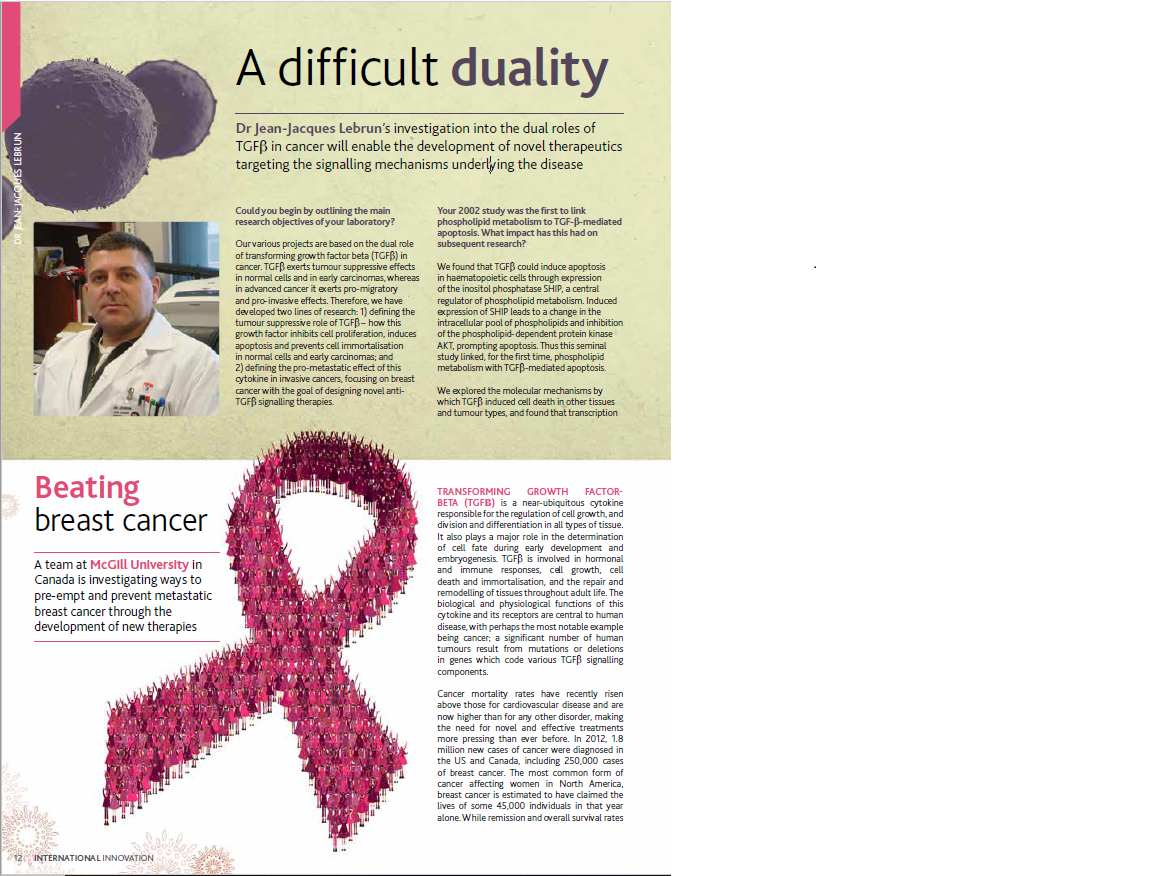 A difficult duality
Dr Jean-Jacques Lebrun's investigation into the dual roles of
TGFβ in cancer will enable the development of novel therapeutics
targeting the signalling mechanisms underlying the disease
DR JEAN-JACQUES LEBRUN
Could you begin by outlining the main
research objectives of your laboratory?
Our various projects are based on the dual role
of transforming growth factor beta (TGFβ) in
cancer. TGFβ exerts tumour suppressive effects
in normal cells and in early carcinomas, whereas
in advanced cancer it exerts pro-migratory
and pro-invasive effects. Therefore, we have
developed two lines of research: 1) defining the
tumour suppressive role of TGFβ – how this
growth factor inhibits cell proliferation, induces
apoptosis and prevents cell immortalisation
in normal cells and early carcinomas; and
2) defining the pro-metastatic effect of this
cytokine in invasive cancers, focusing on breast
cancer with the goal of designing novel anti-
TGFβ signalling therapies.
Your 2002 study was the first to link
phospholipid metabolism to TGF-β-mediated
apoptosis. What impact has this had on
subsequent research?
We found that TGFβ could induce apoptosis
in haematopoietic cells through expression
of the inositol phosphatase SHIP, a central
regulator of phospholipid metabolism. Induced
expression of SHIP leads to a change in the
intracellular pool of phospholipids and inhibition
of the phospholipid-dependent protein kinase
AKT, prompting apoptosis. Thus this seminal
study linked, for the first time, phospholipid
metabolism with TGFβ-mediated apoptosis.
We explored the molecular mechanisms by
which TGFβ induced cell death in other tissues
and tumour types, and found that transcription
Beating
breast cancer
A team at McGill University in
Canada is investigating ways to
pre-empt and prevent metastatic
breast cancer through the
development of new therapies
TRANSFORMING GROWTH FACTOR-
BETA (TGFβ) is a near-ubiquitous cytokine
responsible for the regulation of cell growth, and
division and differentiation in all types of tissue.
It also plays a major role in the determination
of cell fate during early development and
embryogenesis. TGFβ is involved in hormonal
and immune responses, cell growth, cell
death and immortalisation, and the repair and
remodelling of tissues throughout adult life. The
biological and physiological functions of this
cytokine and its receptors are central to human
disease, with perhaps the most notable example
being cancer; a significant number of human
tumours result from mutations or deletions
in genes which code various TGFβ signalling
components.
Cancer mortality rates have recently risen
above those for cardiovascular disease and are
now higher than for any other disorder, making
the need for novel and effective treatments
more pressing than ever before. In 2012, 1.8
million new cases of cancer were diagnosed in
the US and Canada, including 250,000 cases
of breast cancer. The most common form of
cancer affecting women in North America,
breast cancer is estimated to have claimed the
lives of some 45,000 individuals in that year
alone. While remission and overall survival rates
12 INTERNATIONAL INNOVATION